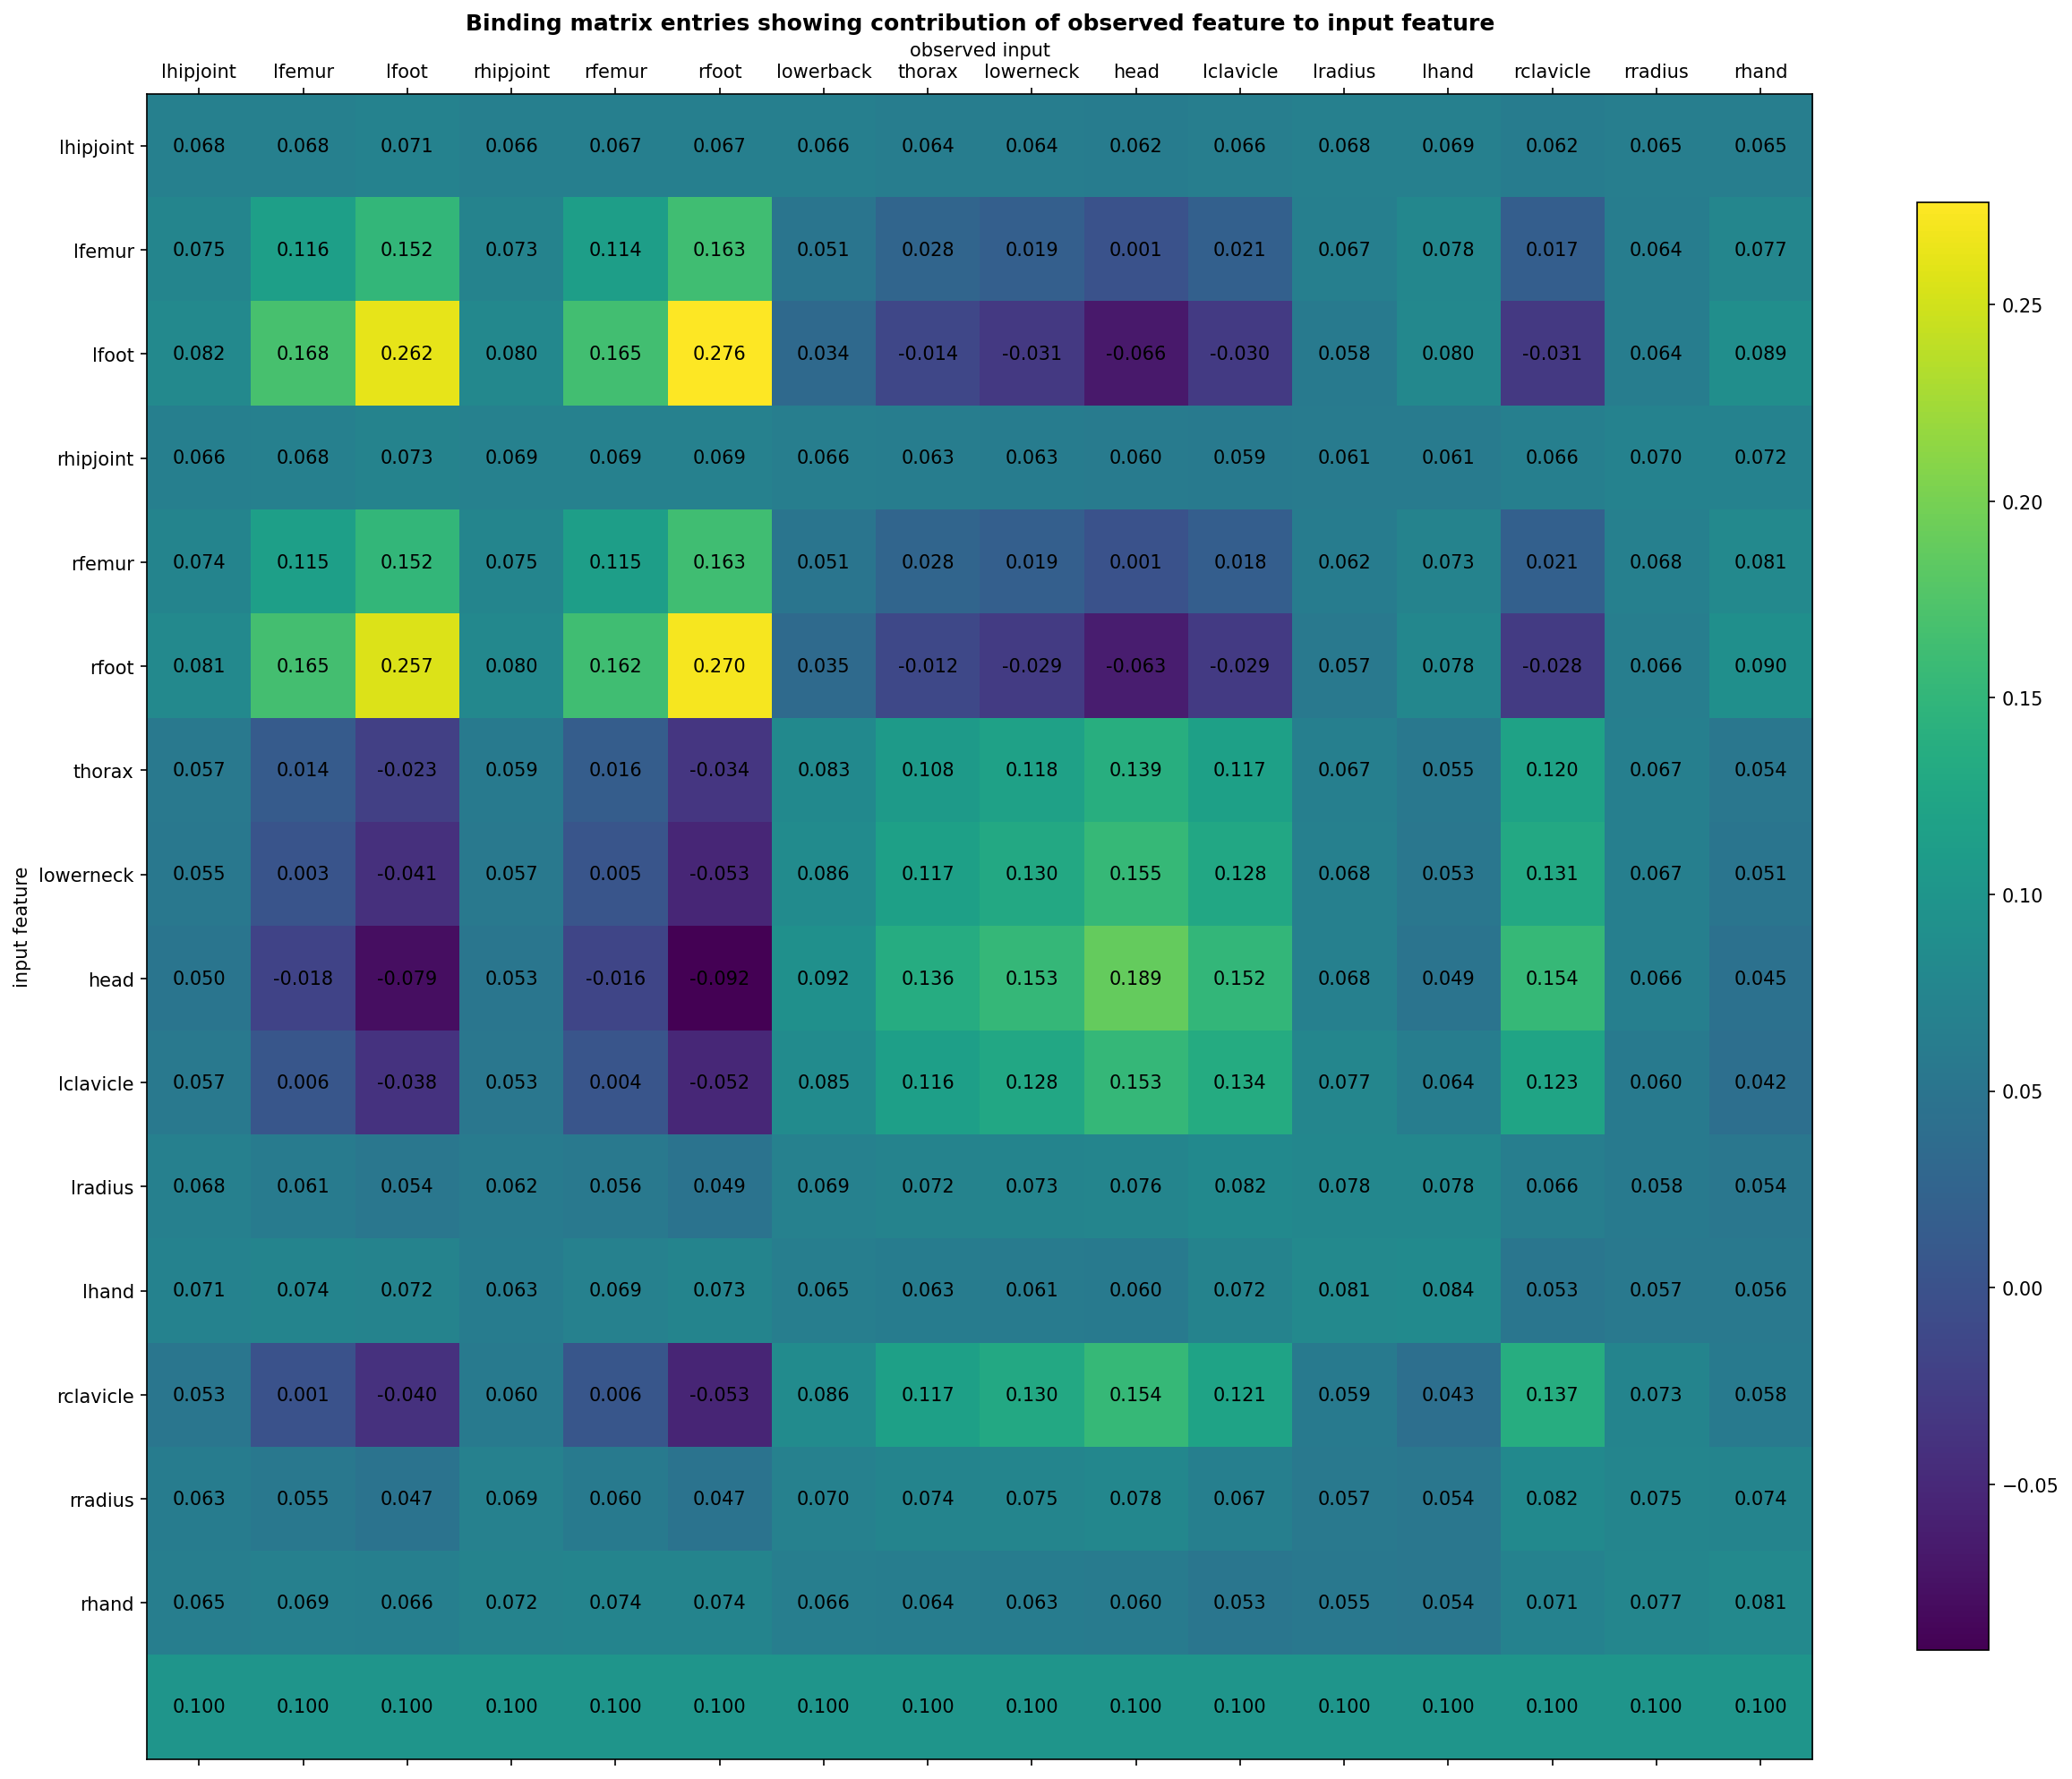 Binding matrix entries showing contribution of observed feature to input feature
observed input
lhipjoint lfemur lfoot rhipjoint rfemur rfoot lowerback thorax lowerneck head lclavicle lradius lhand rclavicle rradius rhand
lhipjoint 0.068 0.068 0.071 0.066 0.067 0.067 0.066 0.064 0.064 0.062 0.066 0.068 0.069 0.062 0.065 0.065
lfemur 0.075 0.116 0.152 0.073 0.114 0.163 0.051 0.028 0.019 0.001 0.021 0.067 0.078 0.017 0.064 0.077
lfoot 0.082 0.168 0.262 0.080 0.165 0.276 0.034 -0.014 -0.031 -0.066 -0.030 0.058 0.080 -0.031 0.064 0.089
rhipjoint 0.066 0.068 0.073 0.069 0.069 0.069 0.066 0.063 0.063 0.060 0.059 0.061 0.061 0.066 0.070 0.072
rfemur 0.074 0.115 0.152 0.075 0.115 0.163 0.051 0.028 0.019 0.001 0.018 0.062 0.073 0.021 0.068 0.081
rfoot 0.081 0.165 0.257 0.080 0.162 0.270 0.035 -0.012 -0.029 -0.063 -0.029 0.057 0.078 -0.028 0.066 0.090
thorax 0.057 0.014 -0.023 0.059 0.016 -0.034 0.083 0.108 0.118 0.139 0.117 0.067 0.055 0.120 0.067 0.054
lowerneck 0.055 0.003 -0.041 0.057 0.005 -0.053 0.086 0.117 0.130 0.155 0.128 0.068 0.053 0.131 0.067 0.051
head 0.050 -0.018 -0.079 0.053 -0.016 -0.092 0.092 0.136 0.153 0.189 0.152 0.068 0.049 0.154 0.066 0.045
lclavicle 0.057 0.006 -0.038 0.053 0.004 -0.052 0.085 0.116 0.128 0.153 0.134 0.077 0.064 0.123 0.060 0.042
lradius 0.068 0.061 0.054 0.062 0.056 0.049 0.069 0.072 0.073 0.076 0.082 0.078 0.078 0.066 0.058 0.054
lhand 0.071 0.074 0.072 0.063 0.069 0.073 0.065 0.063 0.061 0.060 0.072 0.081 0.084 0.053 0.057 0.056
rclavicle 0.053 0.001 -0.040 0.060 0.006 -0.053 0.086 0.117 0.130 0.154 0.121 0.059 0.043 0.137 0.073 0.058
rradius 0.063 0.055 0.047 0.069 0.060 0.047 0.070 0.074 0.075 0.078 0.067 0.057 0.054 0.082 0.075 0.074
rhand 0.065 0.069 0.066 0.072 0.074 0.074 0.066 0.064 0.063 0.060 0.053 0.055 0.054 0.071 0.077 0.081
0.100 0.100 0.100 0.100 0.100 0.100 0.100 0.100 0.100 0.100 0.100 0.100 0.100 0.100 0.100 0.100
input feature
0.25
0.20
0.15
0.10
0.05
0.00
−0.05